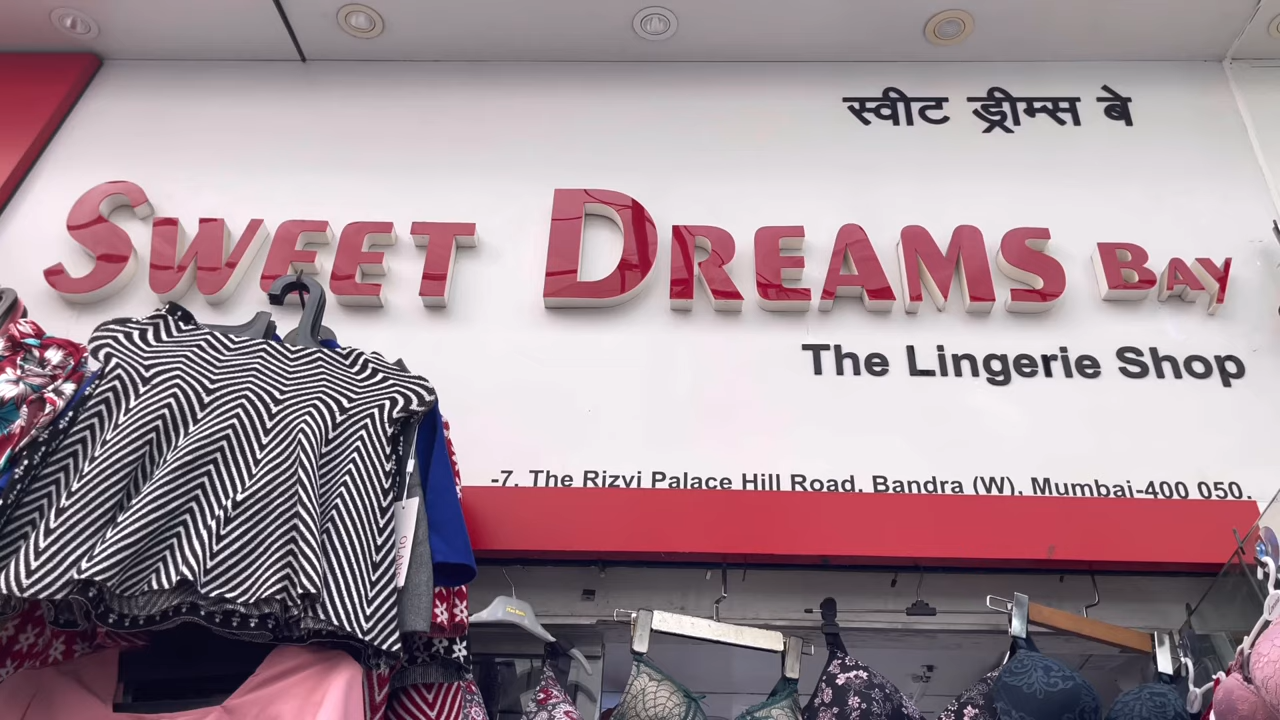 स्वीट ड्रीम्स बे
SWEET DREAMS BAY
The Lingerie Shop
-7, The Rizvi Palace Hill Road, Bandra (W), Mumbai-400 050.